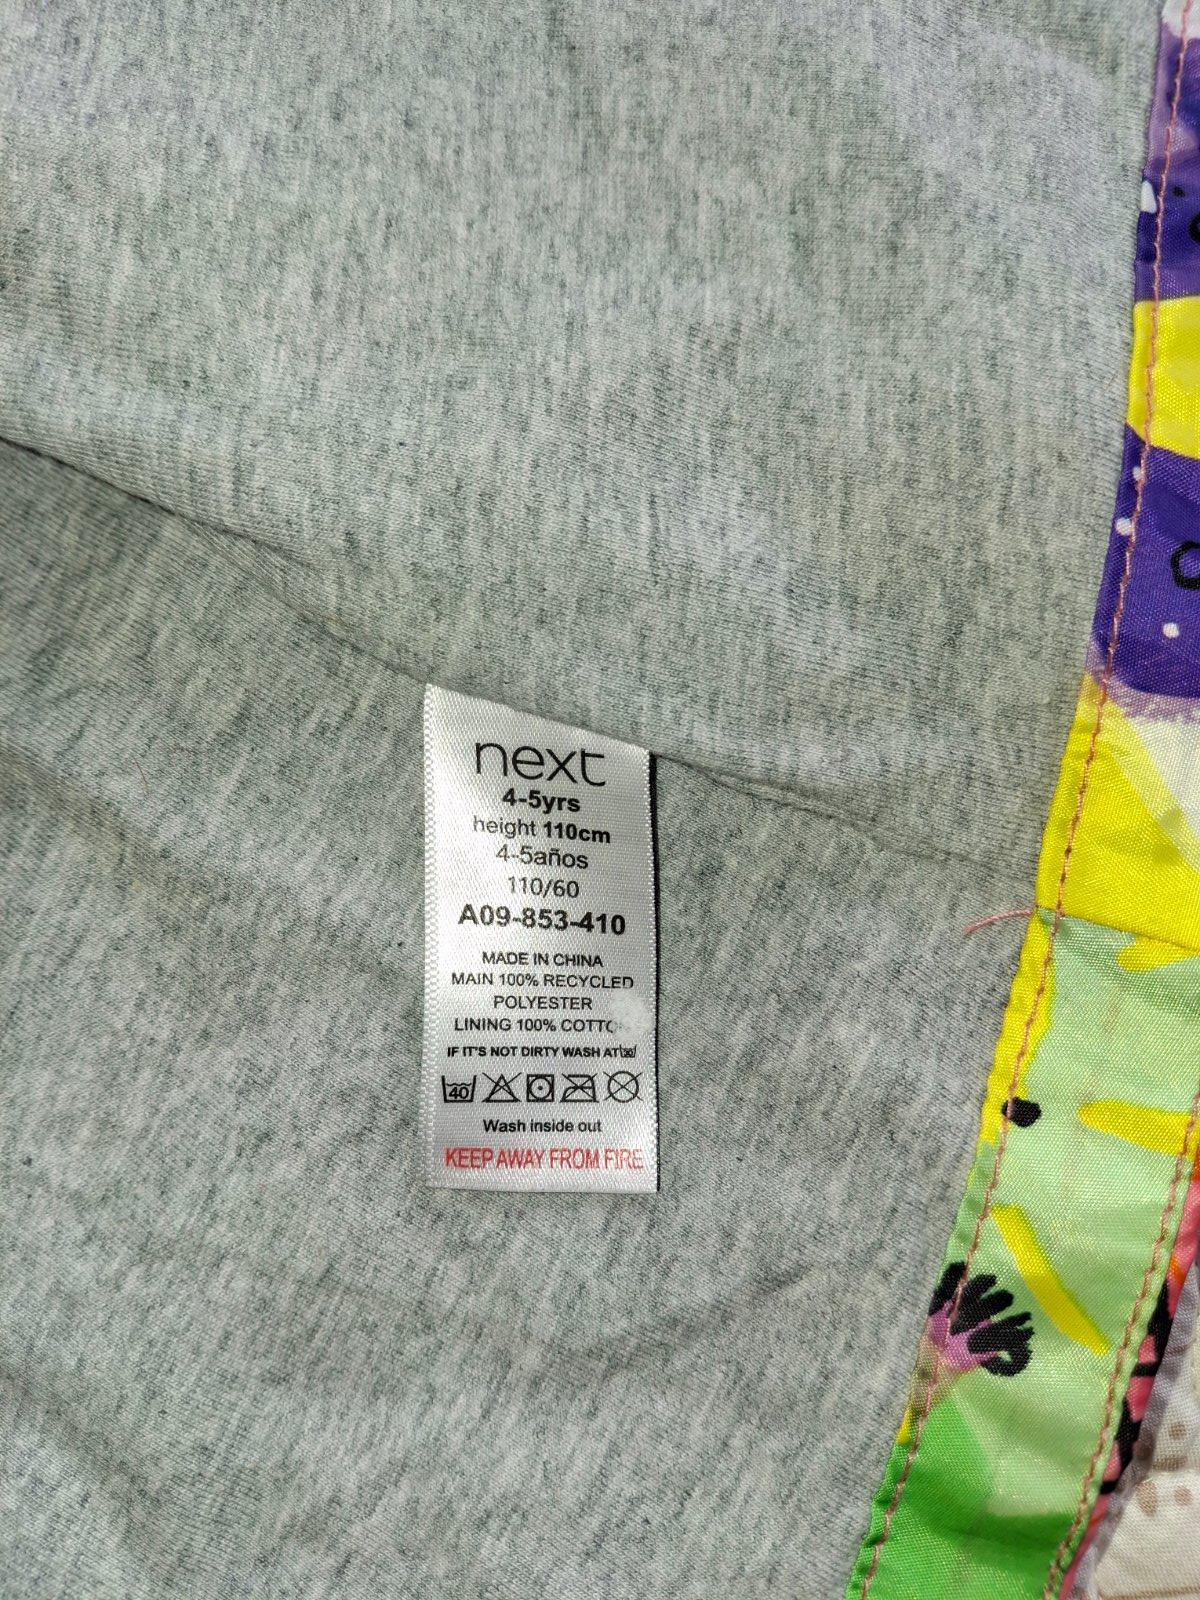 next
4-5yrs
height 110cm
4-5años
110/60
A09-853-410
MADE IN CHINA
MAIN 100% RECYCLED
POLYESTER
LINING 100%
IF IT'S NOT DIRTY WASH AT 30
40
Wash inside out
KEEP AWAY FROM FIRE